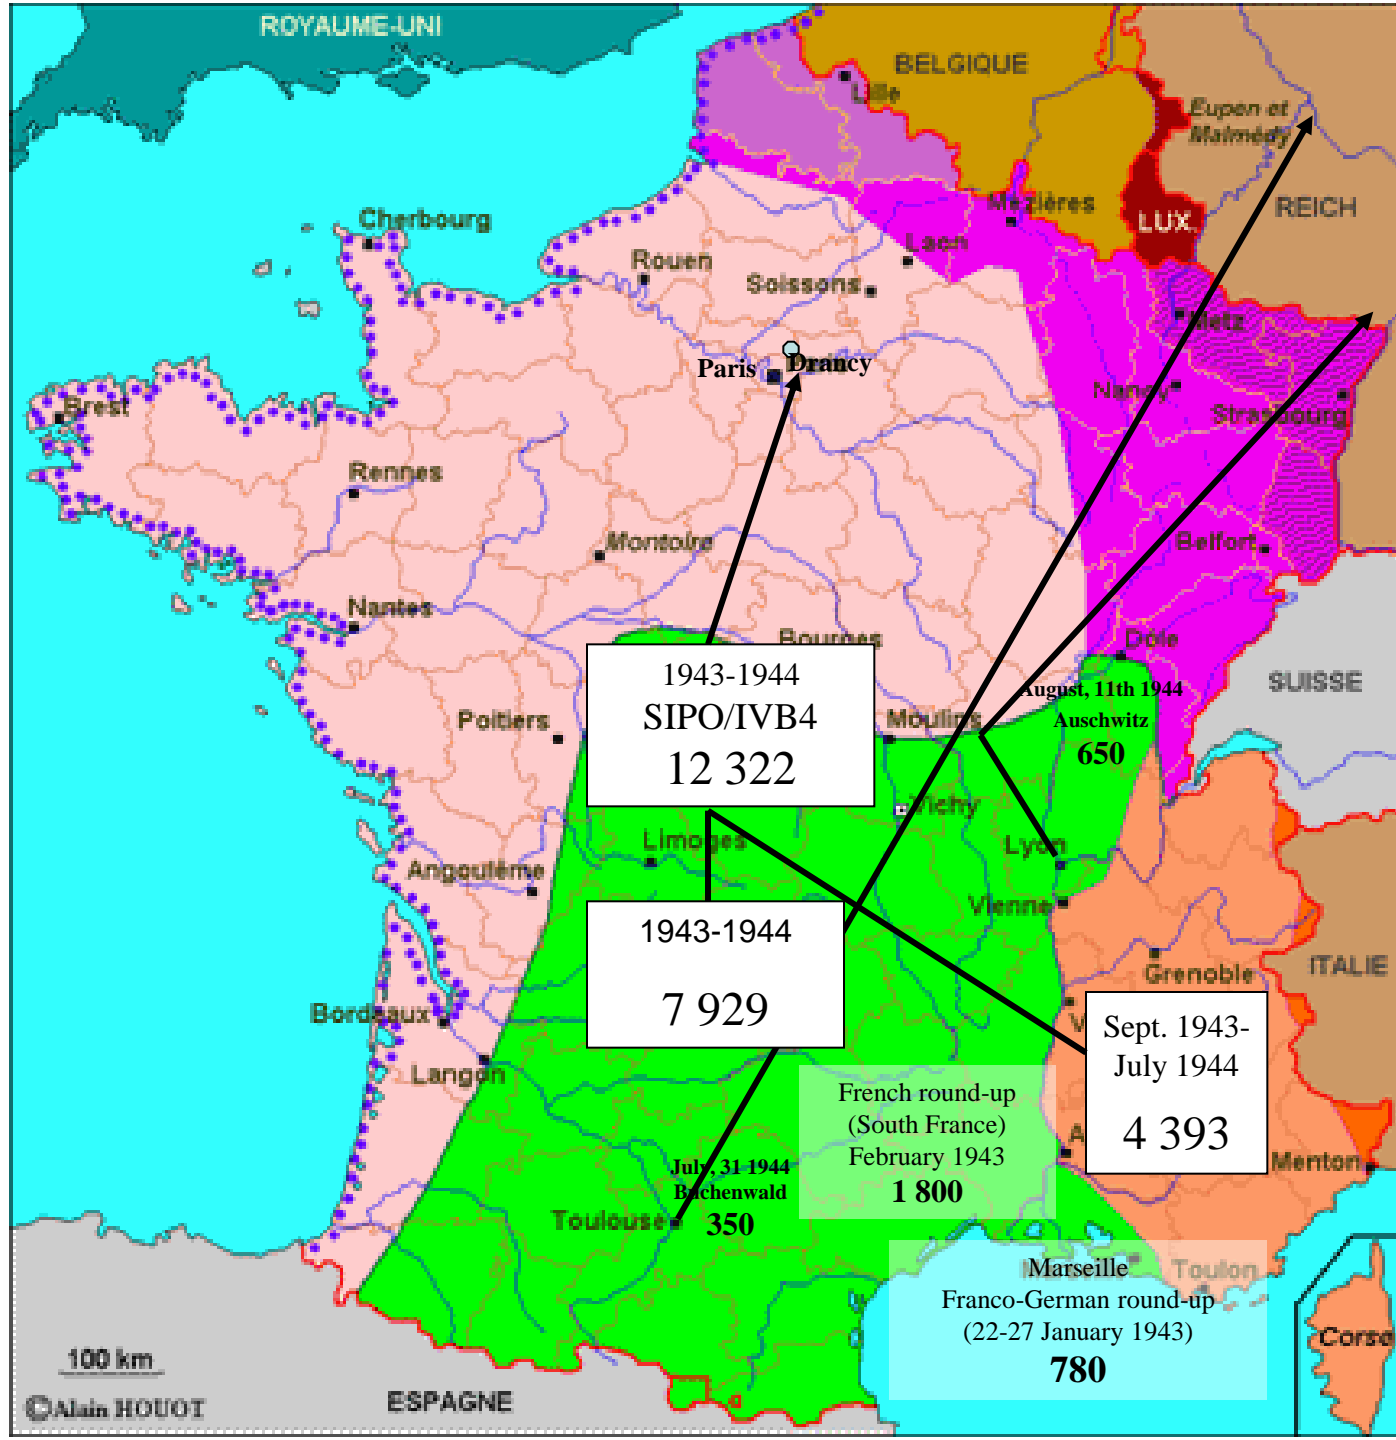 ROYAUME-UNI
BELGIQUE
Lille
Eupen et
Malmédy
REICH
LUX.
Mézières
Cherbourg
Laon
Rouen
Soissons
Metz
Paris
Drancy
Nancy
Strasbourg
Brest
Rennes
Montoire
Belfort
Nantes
Bourges
Dôle
SUISSE
1943-1944
SIPO/IVB4
12 322
August, 11th 1944
Auschwitz
650
Poitiers
Moulins
Vichy
Limoges
Lyon
Angoulême
Vienne
1943-1944
7 929
Grenoble
ITALIE
Bordeaux
Langon
V
Sept. 1943-
July 1944
4 393
A
French round-up
(South France)
February 1943
1 800
Menton
July, 31 1944
Buchenwald
350
Toulouse
Marseille
Toulon
Marseille
Franco-German round-up
(22-27 January 1943)
780
Corse
100 km
ESPAGNE
©Alain HOUOT